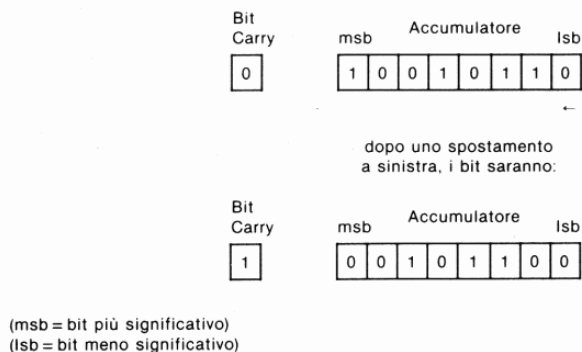 Bit
Carry
msb Accumulatore lsb
0 1 0 0 1 0 1 1 0
←
dopo uno spostamento
a sinistra, i bit saranno:
Bit
Carry
msb Accumulatore lsb
1 0 0 1 0 1 1 0 0
(msb = bit più significativo)
(lsb = bit meno significativo)